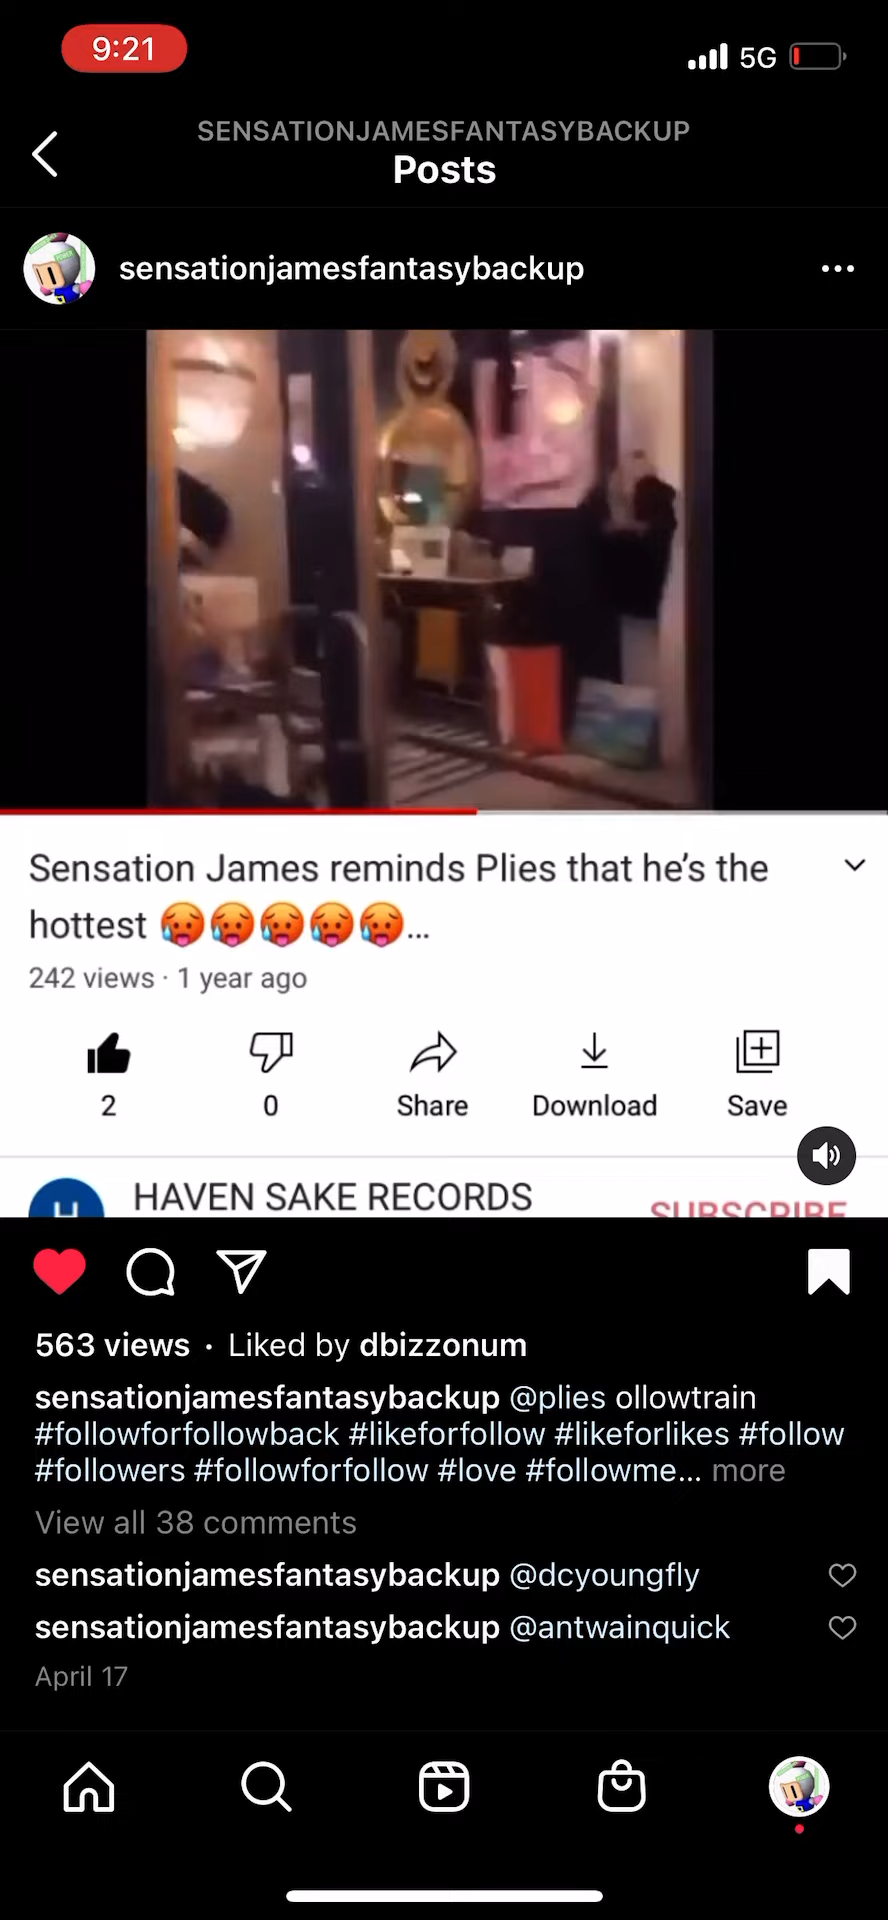 9:21
5G
SENSATIONJAMESFANTASYBACKUP
Posts
sensationjamesfantasybackup
Sensation James reminds Plies that he's the
hottest 🥵🥵🥵🥵🥵...
242 views · 1 year ago
2
0
Share
Download
Save
H
HAVEN SAKE RECORDS
SUBSCRIBE
563 views · Liked by dbizzonum
sensationjamesfantasybackup @plies ollowtrain
#followforfollowback #likeforfollow #likeforlikes #follow
#followers #followforfollow #love #followme... more
View all 38 comments
sensationjamesfantasybackup @dcyoungfly
sensationjamesfantasybackup @antwainquick
April 17